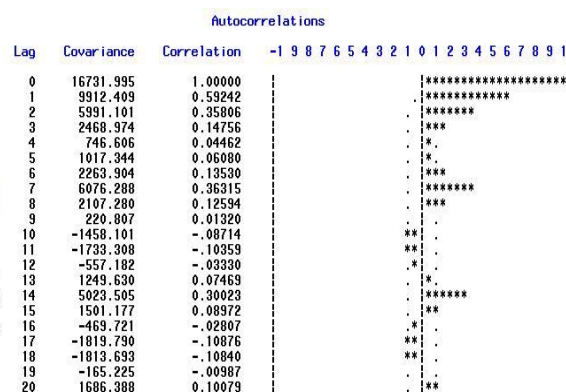 Autocorrelations
Lag Covariance Correlation -1 9 8 7 6 5 4 3 2 1 0 1 2 3 4 5 6 7 8 9 1
0 16731.995 1.00000 | |********************
1 9912.409 0.59242 | .|************
2 5991.101 0.35806 | . |*******
3 2468.974 0.14756 | . |***
4 746.606 0.04462 | . |*.
5 1017.344 0.06080 | . |*.
6 2263.904 0.13530 | . |***
7 6076.288 0.36315 | . |*******
8 2107.280 0.12594 | . |***
9 220.807 0.01320 | . | .
10 -1458.101 -.08714 | **| .
11 -1733.308 -.10359 | **| .
12 -557.182 -.03330 | .*| .
13 1249.630 0.07469 | . |*.
14 5023.505 0.30023 | . |******
15 1501.177 0.08972 | . |**
16 -469.721 -.02807 | .*| .
17 -1819.790 -.10876 | **| .
18 -1813.693 -.10840 | **| .
19 -165.225 -.00987 | . | .
20 1686.388 0.10079 | . |**